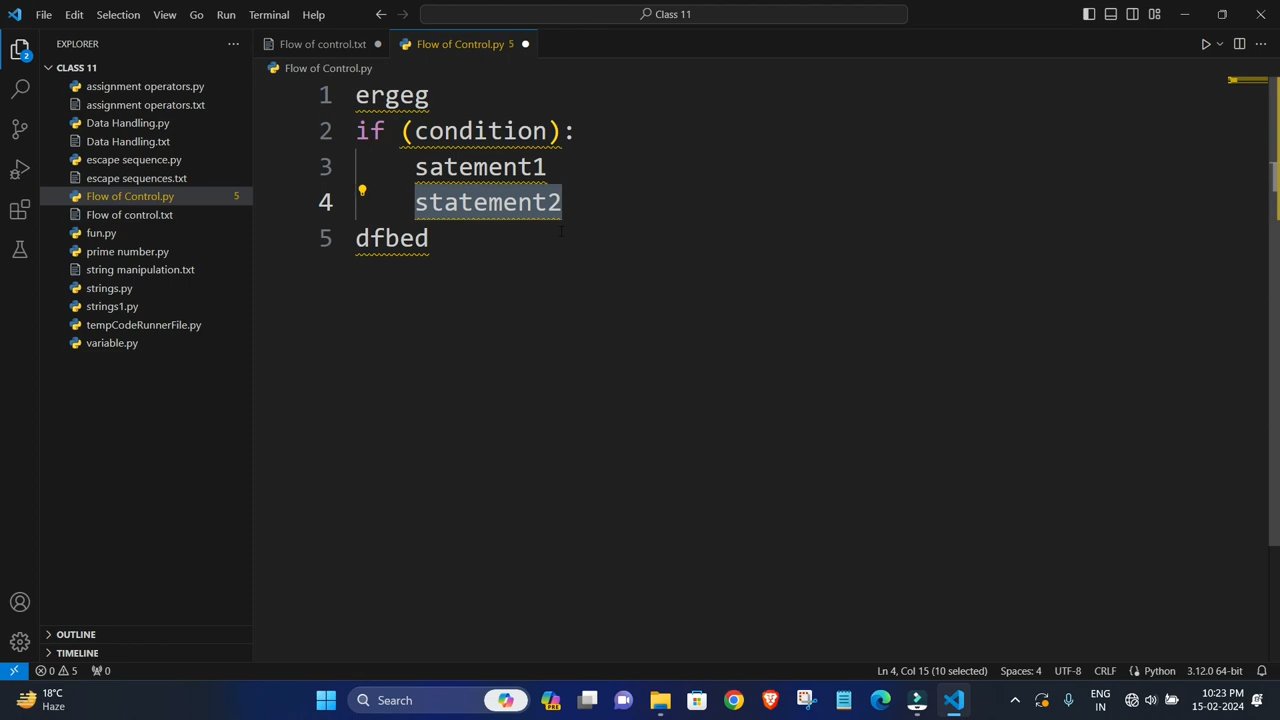 File Edit Selection View Go Run Terminal Help Class 11
EXPLORER
Flow of control.txt
Flow of Control.py 5
CLASS 11
Flow of Control.py
assignment operators.py
assignment operators.txt
Data Handling.py
Data Handling.txt
escape sequence.py
escape sequences.txt
Flow of Control.py 5
Flow of control.txt
fun.py
prime number.py
string manipulation.txt
strings.py
strings1.py
tempCodeRunnerFile.py
variable.py
1 ergeg
2 if (condition):
3 satement1
4 statement2
5 dfbed
2
OUTLINE
TIMELINE
0 5 0 Ln 4, Col 15 (10 selected) Spaces: 4 UTF-8 CRLF Python 3.12.0 64-bit
18°C
Haze
Search
PRE
ENG
IN
10:23 PM
15-02-2024